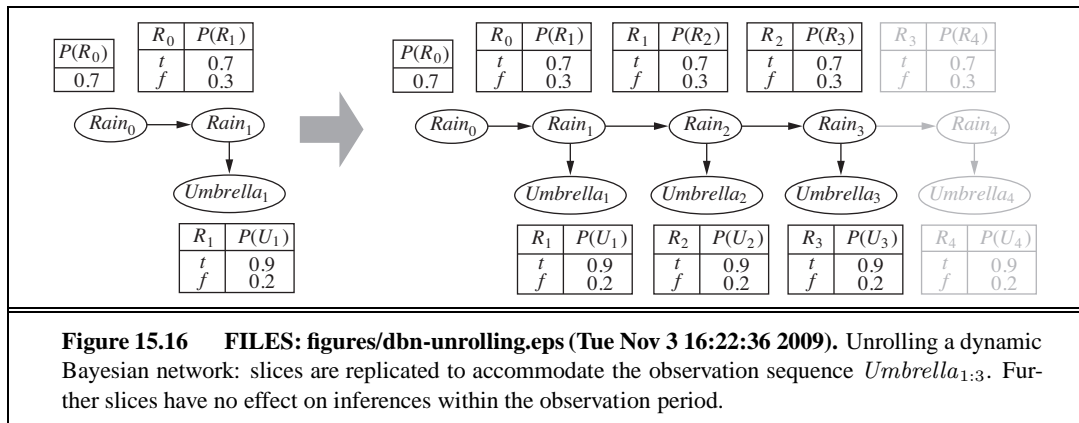 R0 P(R1)
P(R0)
t 0.7
0.7
f 0.3
Rain0
Rain1
Umbrella1
R1 P(U1)
t 0.9
f 0.2
R0 P(R1)
R1 P(R2)
R2 P(R3)
R3 P(R4)
P(R0)
t 0.7
t 0.7
t 0.7
t 0.7
0.7
f 0.3
f 0.3
f 0.3
f 0.3
Rain0
Rain1
Rain2
Rain3
Rain4
Umbrella1
Umbrella2
Umbrella3
Umbrella4
R1 P(U1)
R2 P(U2)
R3 P(U3)
R4 P(U4)
t 0.9
t 0.9
t 0.9
t 0.9
f 0.2
f 0.2
f 0.2
f 0.2
Figure 15.16 FILES: figures/dbn-unrolling.eps (Tue Nov 3 16:22:36 2009). Unrolling a dynamic
Bayesian network: slices are replicated to accommodate the observation sequence Umbrella1:3. Fur-
ther slices have no effect on inferences within the observation period.